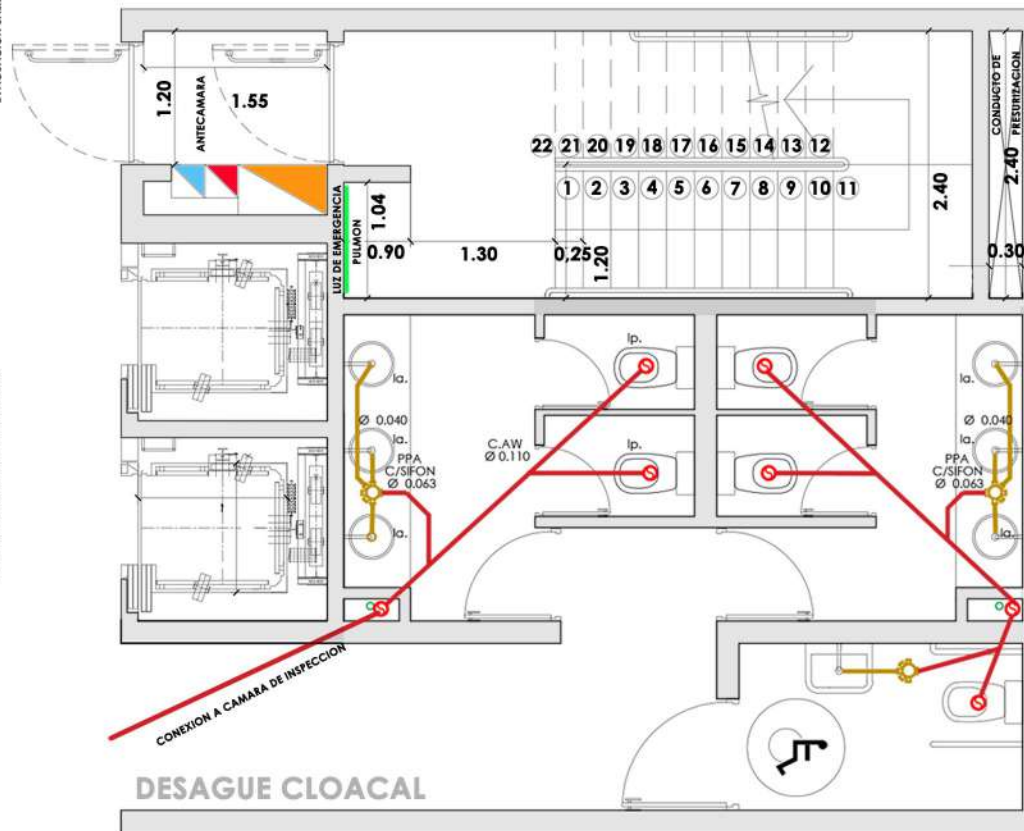 1.20
ANTECAMARA
1.55
CONDUCTO DE
PRESURIZACION
2.40
22 21 20 19 18 17 16 15 14 13 12
1 2 3 4 5 6 7 8 9 10 11
2.40
LUZ DE EMERGENCIA
PULMON
1.04
0.90
1.30
0,25
1.20
0.30
lp.
la.
la.
Ø 0.040
la.
PPA
C/SIFON
Ø 0.063
la.
C.AW
Ø 0.110
lp.
Ø 0.040
la.
PPA
C/SIFON
Ø 0.063
la.
CONEXION A CAMARA DE INSPECCION
DESAGUE CLOACAL